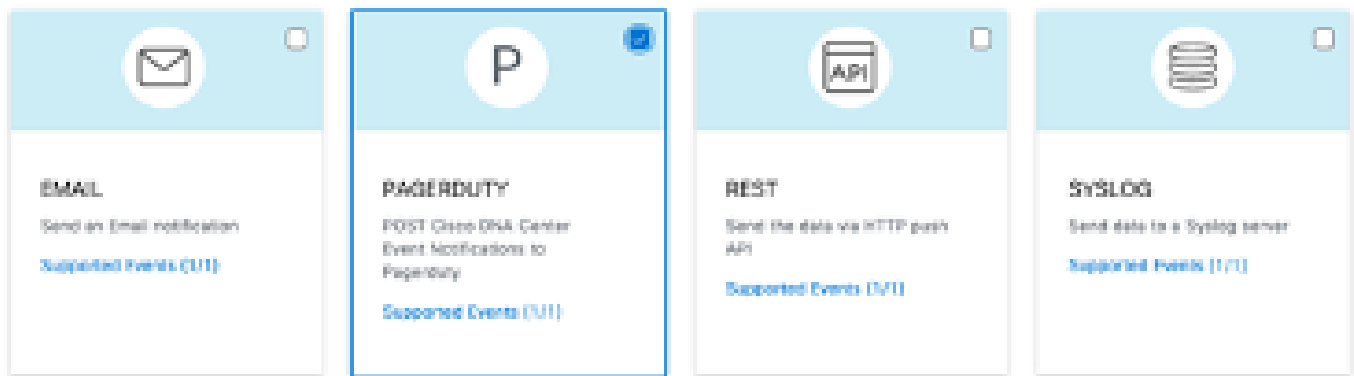 P
API
EMAIL
Send an Email notification
Supported Events (1/1)
PAGERDUTY
POST Cisco DNA Center
Event Notifications to
Pagerduty
Supported Events (1/1)
REST
Send the data via HTTP push
API
Supported Events (1/1)
SYSLOG
Send data to a Syslog server
Supported Events (1/1)